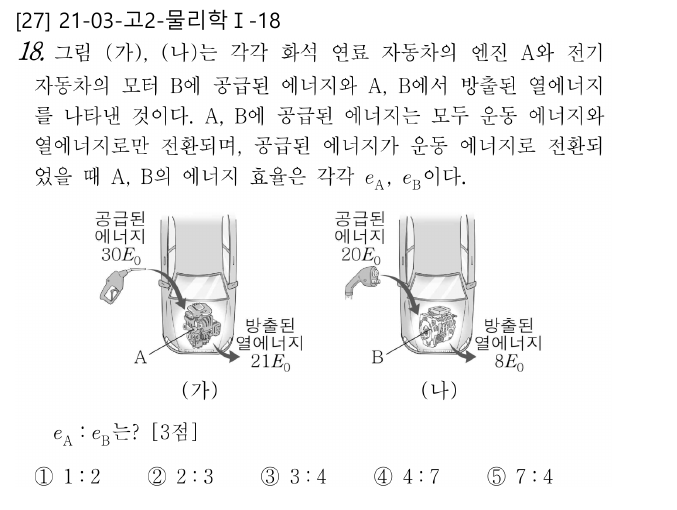 [27] 21-03-고2-물리학Ⅰ-18
18. 그림 (가), (나)는 각각 화석 연료 자동차의 엔진 A와 전기
자동차의 모터 B에 공급된 에너지와 A, B에서 방출된 열에너지
를 나타낸 것이다. A, B에 공급된 에너지는 모두 운동 에너지와
열에너지로만 전환되며, 공급된 에너지가 운동 에너지로 전환되
었을 때 A, B의 에너지 효율은 각각 e_A, e_B이다.
공급된
에너지
30E₀
A
방출된
열에너지
21E₀
(가)
공급된
에너지
20E₀
B
방출된
열에너지
8E₀
(나)
e_A : e_B는? [3점]
① 1 : 2 ② 2 : 3 ③ 3 : 4 ④ 4 : 7 ⑤ 7 : 4